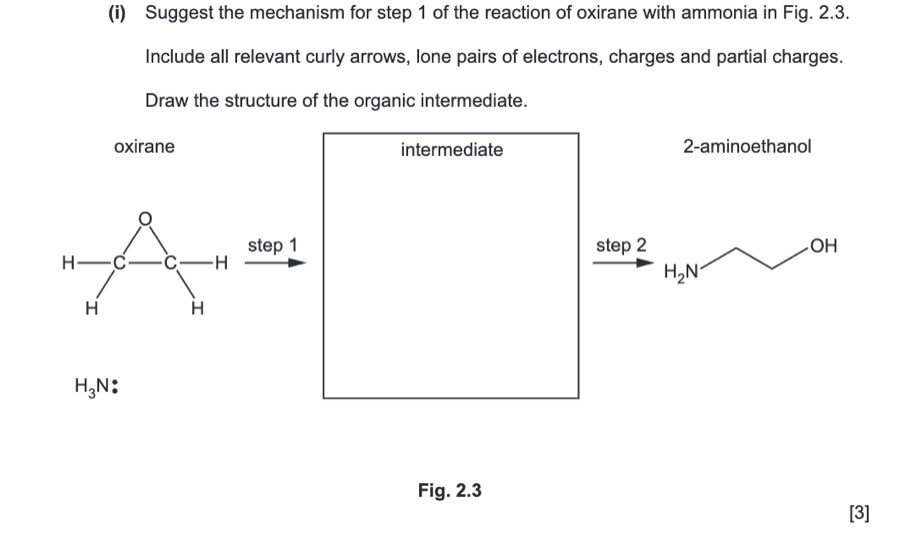 (i) Suggest the mechanism for step 1 of the reaction of oxirane with ammonia in Fig. 2.3.
Include all relevant curly arrows, lone pairs of electrons, charges and partial charges.
Draw the structure of the organic intermediate.
oxirane
intermediate
2-aminoethanol
O
H C C H
H H
step 1
step 2
H₂N OH
H₃N:
Fig. 2.3
[3]